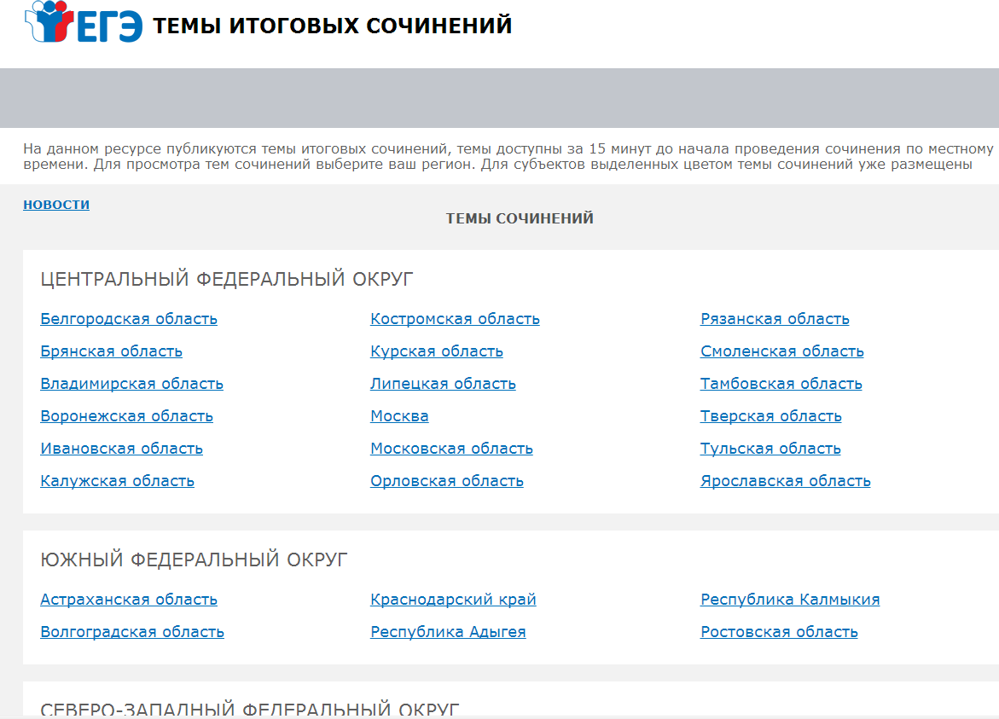 ЕГЭ ТЕМЫ ИТОГОВЫХ СОЧИНЕНИЙ
На данном ресурсе публикуются темы итоговых сочинений, темы доступны за 15 минут до начала проведения сочинения по местному
времени. Для просмотра тем сочинений выберите ваш регион. Для субъектов выделенных цветом темы сочинений уже размещены
НОВОСТИ
ТЕМЫ СОЧИНЕНИЙ
ЦЕНТРАЛЬНЫЙ ФЕДЕРАЛЬНЫЙ ОКРУГ
Белгородская область Костромская область Рязанская область
Брянская область Курская область Смоленская область
Владимирская область Липецкая область Тамбовская область
Воронежская область Москва Тверская область
Ивановская область Московская область Тульская область
Калужская область Орловская область Ярославская область
ЮЖНЫЙ ФЕДЕРАЛЬНЫЙ ОКРУГ
Астраханская область Краснодарский край Республика Калмыкия
Волгоградская область Республика Адыгея Ростовская область
СЕВЕРО-ЗАПАДНЫЙ ФЕДЕРАЛЬНЫЙ ОКРУГ